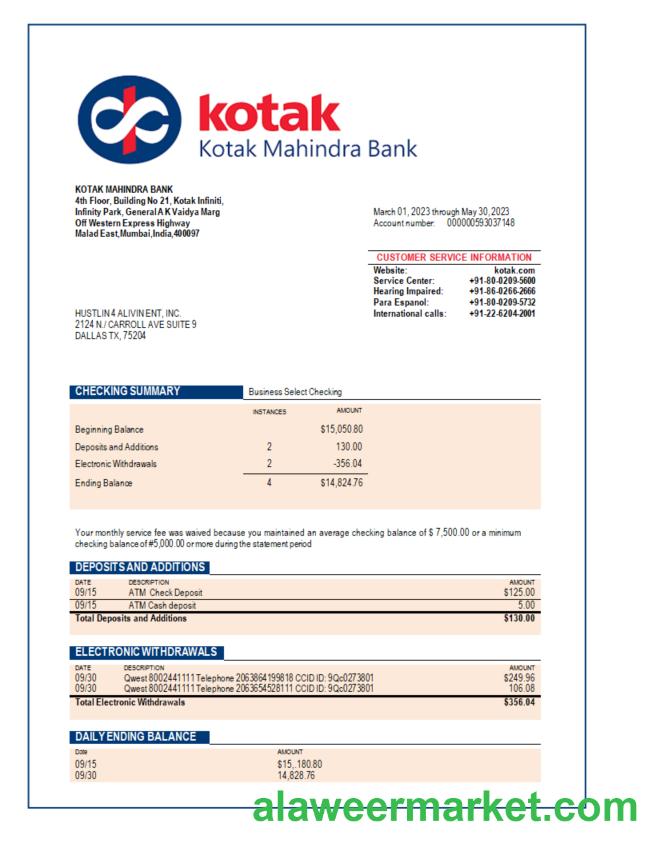 kotak
Kotak Mahindra Bank
KOTAK MAHINDRA BANK
4th Floor, Building No 21, Kotak Infiniti,
Infinity Park, General A K Vaidya Marg
Off Western Express Highway
Malad East,Mumbai,India,400097
March 01, 2023 through May 30,2023
Account number: 000000593037148
CUSTOMER SERVICE INFORMATION
Website: kotak.com
Service Center: +91-80-0209-5600
Hearing Impaired: +91-86-0266-2666
Para Espanol: +91-80-0209-5732
International calls: +91-22-6204-2001
HUSTLIN 4 ALIVIN ENT, INC.
2124 N./ CARROLL AVE SUITE 9
DALLAS TX, 75204
CHECKING SUMMARY Business Select Checking
INSTANCES AMOUNT
Beginning Balance $15,050.80
Deposits and Additions 2 130.00
Electronic Withdrawals 2 -356.04
Ending Balance 4 $14,824.76
Your monthly service fee was waived because you maintained an average checking balance of $ 7,500.00 or a minimum
checking balance of #5,000.00 or more during the statement period
DEPOSITS AND ADDITIONS
DATE DESCRIPTION AMOUNT
09/15 ATM Check Deposit $125.00
09/15 ATM Cash deposit 5.00
Total Deposits and Additions $130.00
ELECTRONIC WITHDRAWALS
DATE DESCRIPTION AMOUNT
09/30 Qwest 8002441111 Telephone 2063864199818 CCID ID: 9Qc0273801 $249.96
09/30 Qwest 8002441111 Telephone 2063654528111 CCID ID: 9Qc0273801 106.08
Total Electronic Withdrawals $356.04
DAILY ENDING BALANCE
Date AMOUNT
09/15 $15,.180.80
09/30 14,828.76
alaweermarket.com